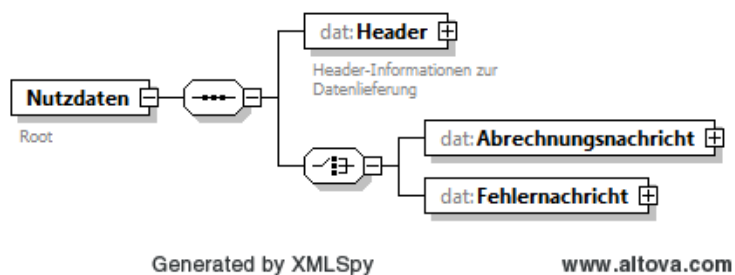 dat:Header
Header-Informationen zur
Datenlieferung
Nutzdaten
Root
dat:Abrechnungsnachricht
dat:Fehlernachricht
Generated by XMLSpy
www.altova.com